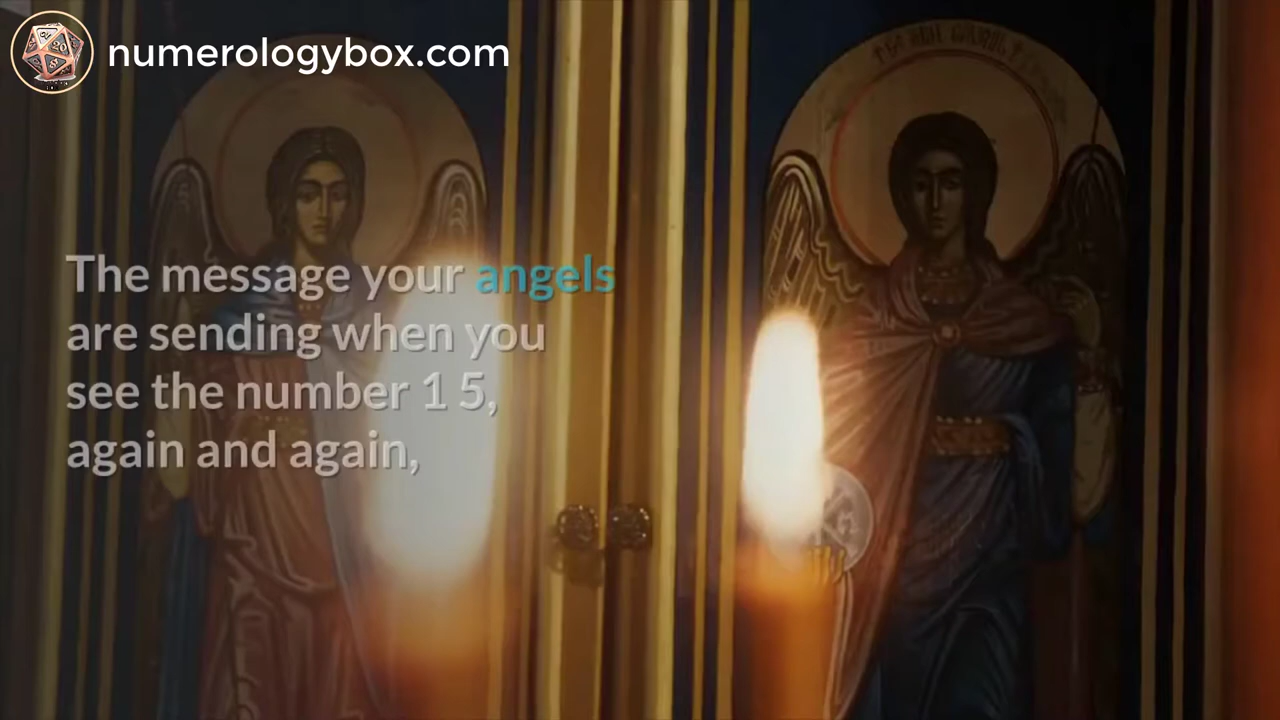 numerologybox.com
The message your angels
are sending when you
see the number 1 5,
again and again,